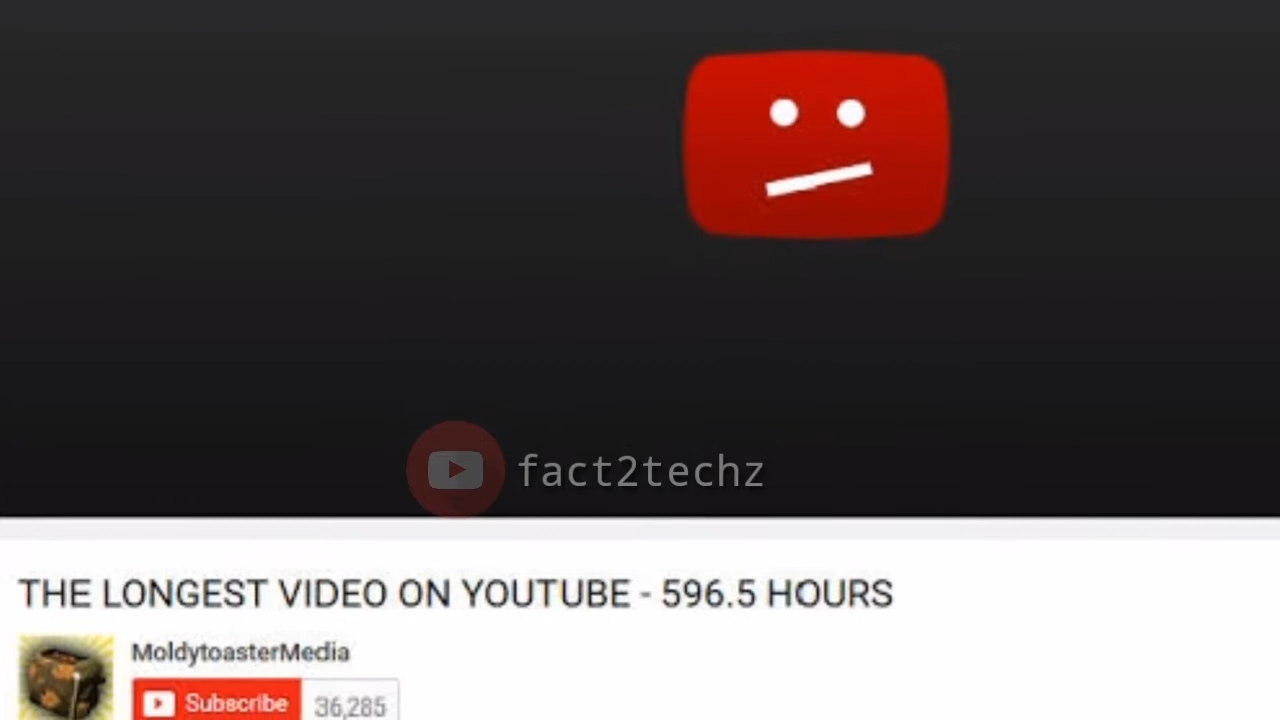 fact2techz
THE LONGEST VIDEO ON YOUTUBE - 596.5 HOURS
MoldytoasterMedia
Subscribe 36,285